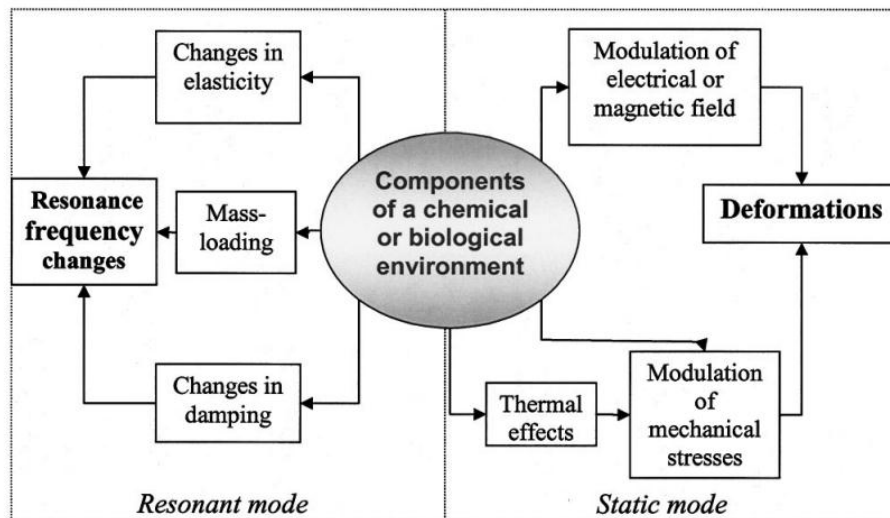 Changes in
elasticity
Resonance
frequency
changes
Mass-
loading
Changes in
damping
Resonant mode
Components
of a chemical
or biological
environment
Modulation of
electrical or
magnetic field
Deformations
Thermal
effects
Modulation
of
mechanical
stresses
Static mode